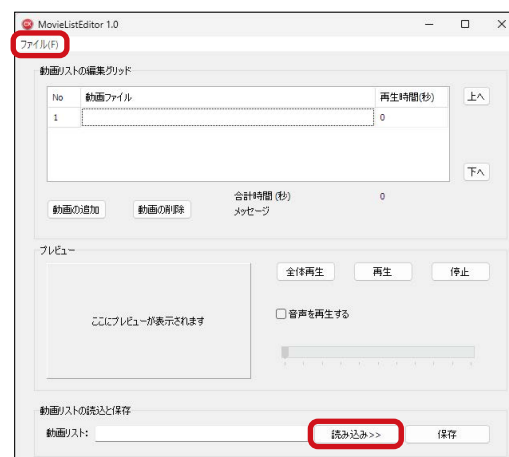 MovieListEditor 1.0
ファイル(F)
動画リストの編集グリッド
No 動画ファイル 再生時間(秒) 上へ
1 0
下へ
動画の追加 動画の削除 合計時間 (秒) 0
メッセージ
プレビュー
全体再生 再生 停止
ここにプレビューが表示されます
音声を再生する
動画リストの読込と保存
動画リスト: 読み込み>> 保存